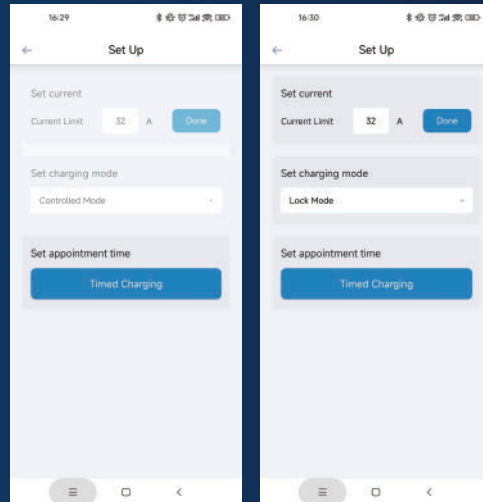 16:29
Set Up
Set current
Current Limit 32 A Done
Set charging mode
Controlled Mode
Set appointment time
Timed Charging
16:30
Set Up
Set current
Current Limit 32 A Done
Set charging mode
Lock Mode
Set appointment time
Timed Charging